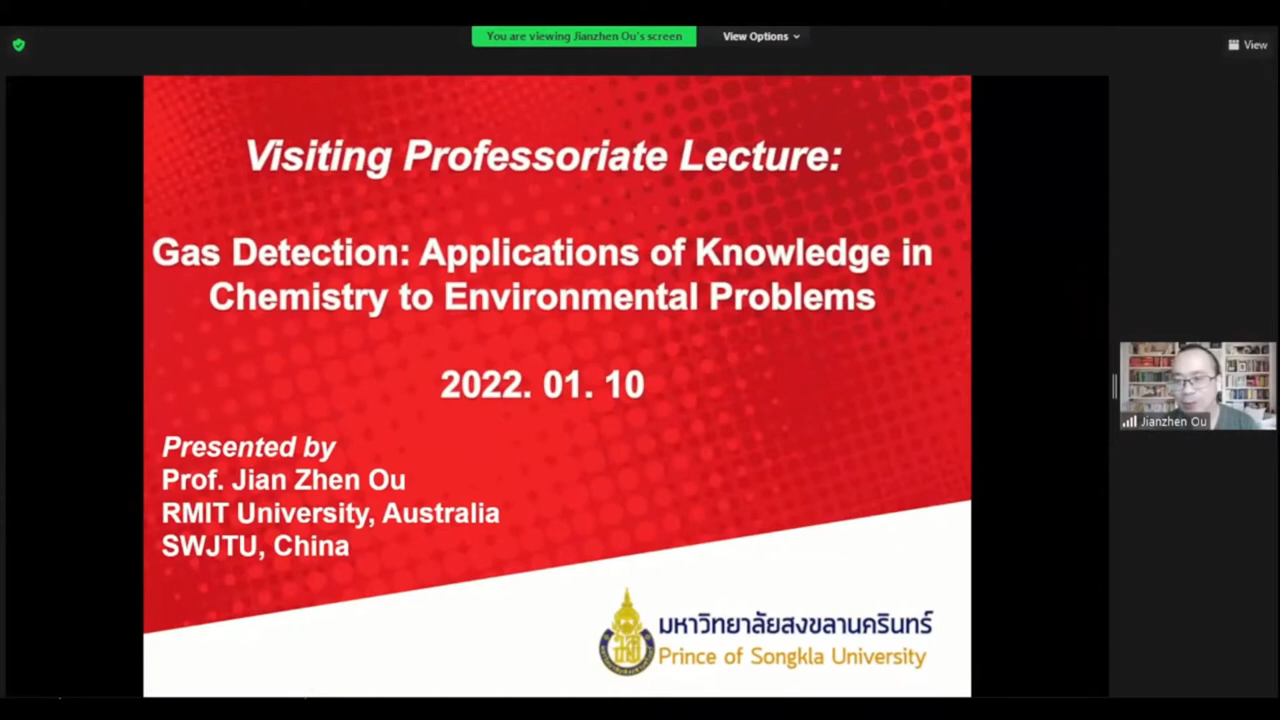 You are viewing Jianzhen Ou's screen
View Options
View
Visiting Professoriate Lecture:
Gas Detection: Applications of Knowledge in
Chemistry to Environmental Problems
2022. 01. 10
Presented by
Prof. Jian Zhen Ou
RMIT University, Australia
SWJTU, China
Jianzhen Ou
มหาวิทยาลัยสงขลานครินทร์
Prince of Songkla University